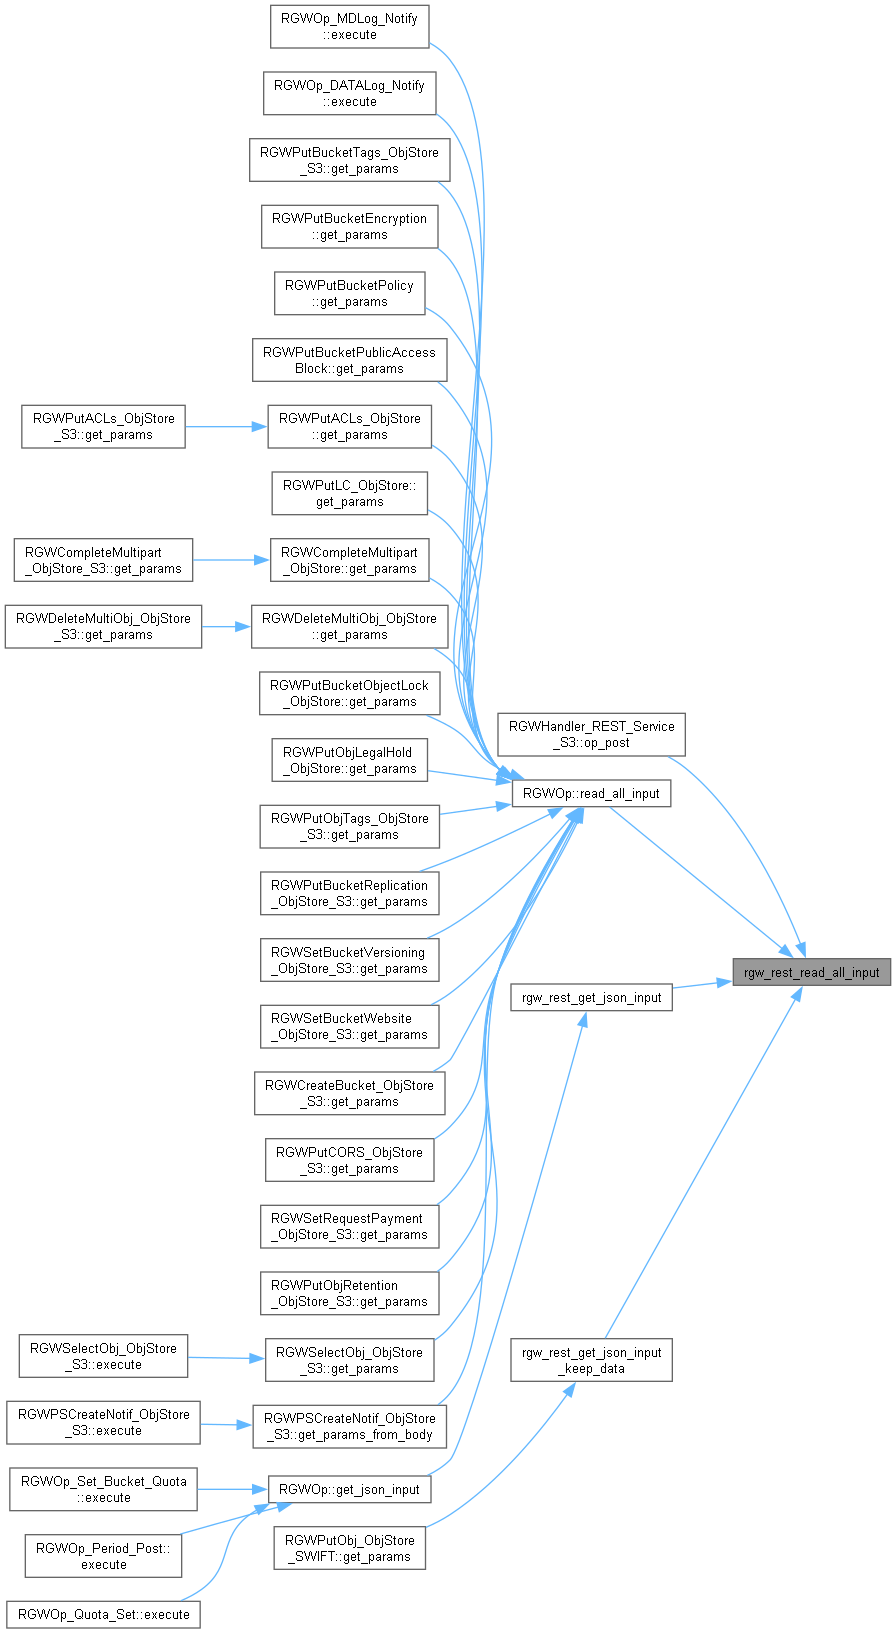 RGWOp_MDLog_Notify
::execute
RGWOp_DATALog_Notify
::execute
RGWPutBucketTags_ObjStore
_S3::get_params
RGWPutBucketEncryption
::get_params
RGWPutBucketPolicy
::get_params
RGWPutBucketPublicAccess
Block::get_params
RGWPutACLs_ObjStore
_S3::get_params
RGWPutACLs_ObjStore
::get_params
RGWPutLC_ObjStore::
get_params
RGWCompleteMultipart
_ObjStore_S3::get_params
RGWCompleteMultipart
_ObjStore::get_params
RGWDeleteMultiObj_ObjStore
_S3::get_params
RGWDeleteMultiObj_ObjStore
::get_params
RGWPutBucketObjectLock
_ObjStore::get_params
RGWHandler_REST_Service
_S3::op_post
RGWPutObjLegalHold
_ObjStore::get_params
RGWOp::read_all_input
RGWPutObjTags_ObjStore
_S3::get_params
RGWPutBucketReplication
_ObjStore_S3::get_params
RGWSetBucketVersioning
_ObjStore_S3::get_params
rgw_rest_read_all_input
rgw_rest_get_json_input
RGWSetBucketWebsite
_ObjStore_S3::get_params
RGWCreateBucket_ObjStore
_S3::get_params
RGWPutCORS_ObjStore
_S3::get_params
RGWSetRequestPayment
_ObjStore_S3::get_params
RGWPutObjRetention
_ObjStore_S3::get_params
RGWSelectObj_ObjStore
_S3::execute
RGWSelectObj_ObjStore
_S3::get_params
rgw_rest_get_json_input
_keep_data
RGWPSCreateNotif_ObjStore
_S3::execute
RGWPSCreateNotif_ObjStore
_S3::get_params_from_body
RGWOp_Set_Bucket_Quota
::execute
RGWOp::get_json_input
RGWOp_Period_Post::
execute
RGWPutObj_ObjStore
_SWIFT::get_params
RGWOp_Quota_Set::execute